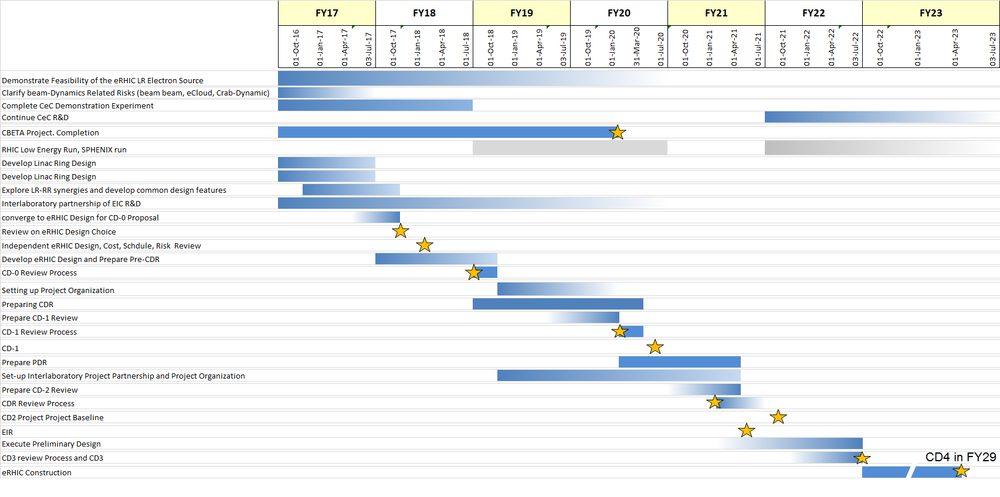 FY17 FY18 FY19 FY20 FY21 FY22 FY23
01-Oct-16 01-Jan-17 01-Apr-17 03-Jul-17 01-Oct-17 01-Jan-18 01-Apr-18 01-Jul-18 01-Oct-18 01-Jan-19 01-Apr-19 03-Jul-19 01-Oct-19 01-Jan-20 31-Mar-20 01-Jul-20 01-Oct-20 01-Jan-21 01-Apr-21 01-Jul-21 01-Oct-21 01-Jan-22 01-Apr-22 03-Jul-22 01-Oct-22 01-Jan-23 01-Apr-23 03-Jul-23
Demonstrate Feasibility of the eRHIC LR Electron Source
Clarify beam-Dynamics Related Risks (beam beam, eCloud, Crab-Dynamic)
Complete CeC Demonstration Experiment
Continue CeC R&D
CBETA Project. Completion
RHIC Low Energy Run, SPHENIX run
Develop Linac Ring Design
Develop Linac Ring Design
Explore LR-RR synergies and develop common design features
Interlaboratory partnership of EIC R&D
converge to eRHIC Design for CD-0 Proposal
Review on eRHIC Design Choice
Independent eRHIC Design, Cost, Schdule, Risk Review
Develop eRHIC Design and Prepare Pre-CDR
CD-0 Review Process
Setting up Project Organization
Preparing CDR
Prepare CD-1 Review
CD-1 Review Process
CD-1
Prepare PDR
Set-up Interlaboratory Project Partnership and Project Organization
Prepare CD-2 Review
CDR Review Process
CD2 Project Project Baseline
EIR
Execute Preliminary Design
CD3 review Process and CD3
CD4 in FY29
eRHIC Construction